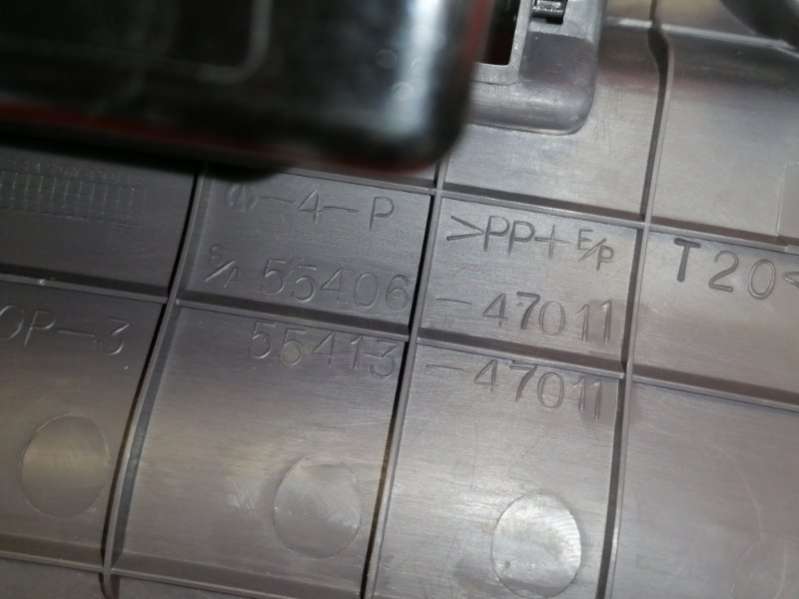 -4-P
>PP+E/P T20<
S/A 55406-47011
OP-3
55413-47011